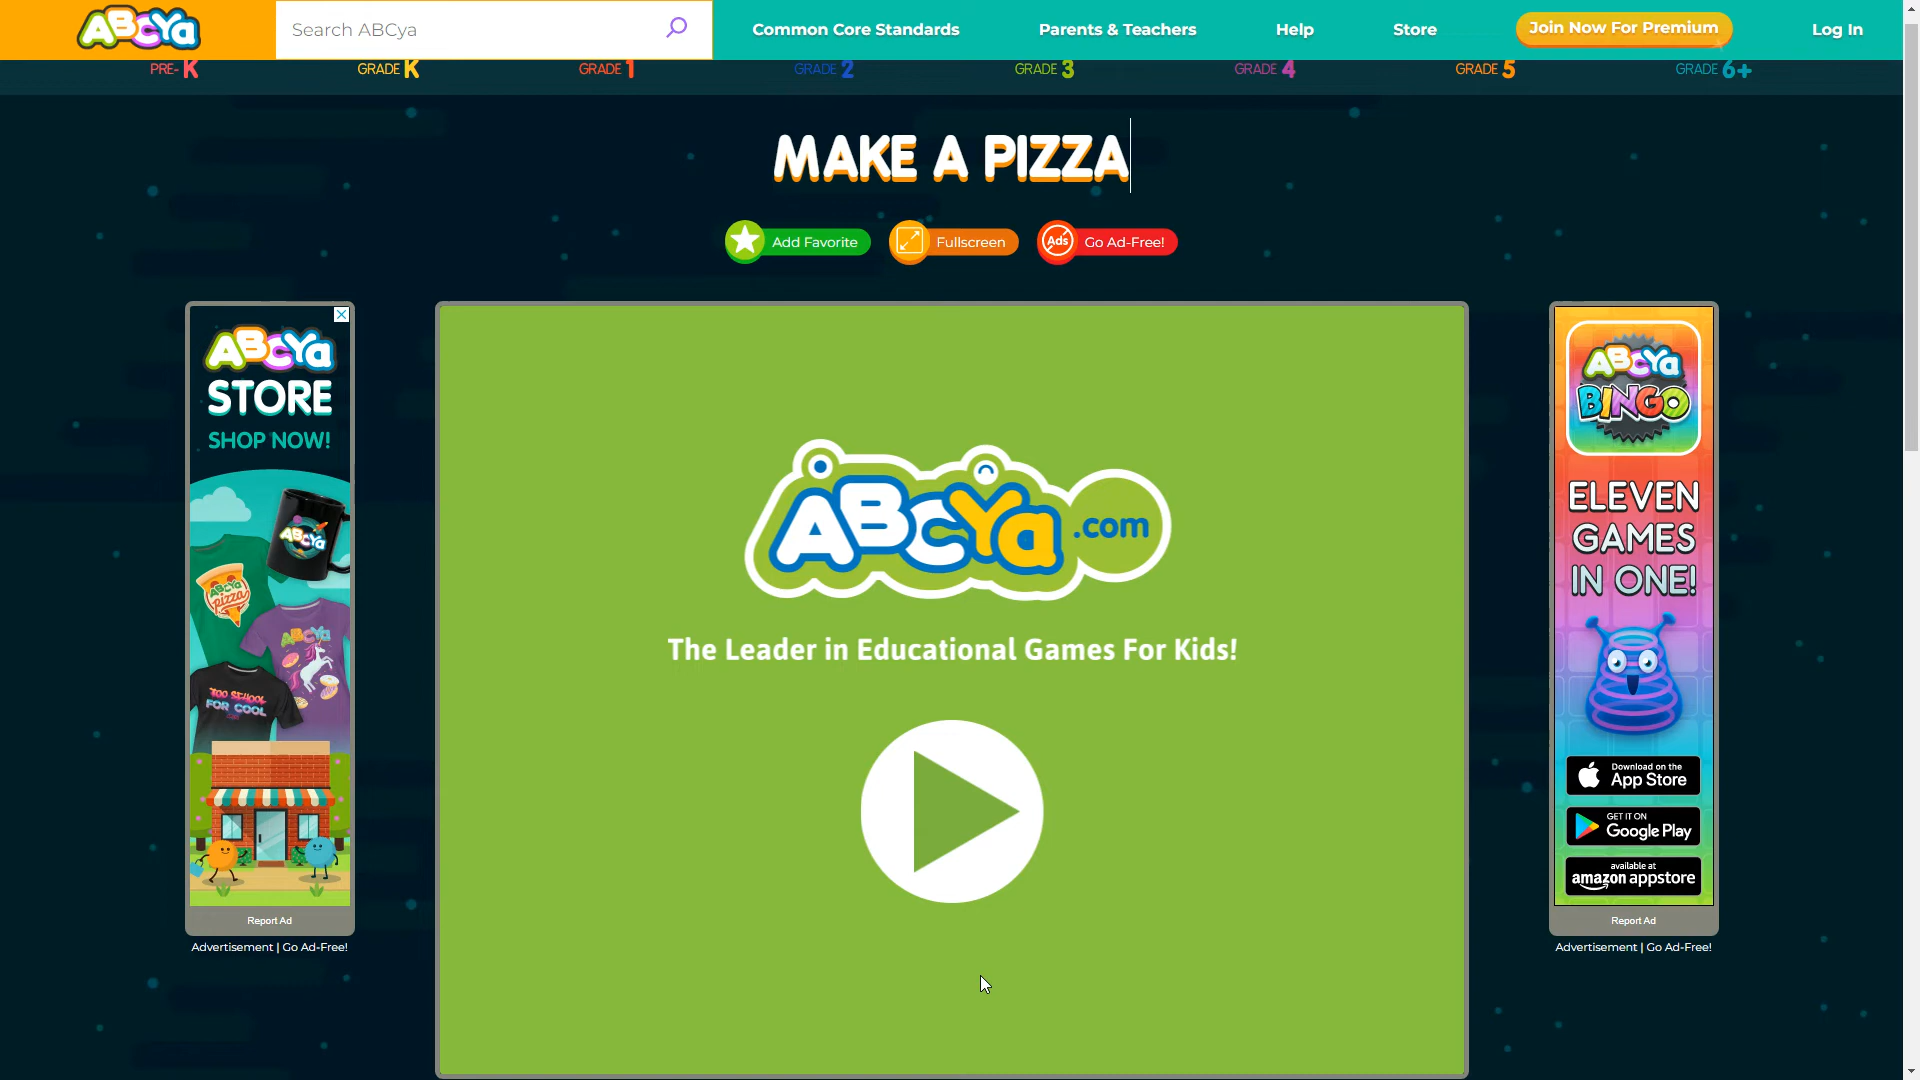 ABCYa
Search ABCya
Common Core Standards
Parents & Teachers
Help
Store
Join Now For Premium
Log In
PRE- K
GRADE K
GRADE 1
GRADE 2
GRADE 3
GRADE 4
GRADE 5
GRADE 6+
MAKE A PIZZA
Add Favorite
Fullscreen
Ads
Go Ad-Free!
ABCYa
STORE
SHOP NOW!
ABCYa
ABCYa
pizza
ABCYa
TOO SCHOOL
FOR COOL
Report Ad
Advertisement | Go Ad-Free!
ABCYa.com
The Leader in Educational Games For Kids!
ABCYa
BINGO
ELEVEN
GAMES
IN ONE!
Download on the
App Store
GET IT ON
Google Play
available at
amazon appstore
Report Ad
Advertisement | Go Ad-Free!